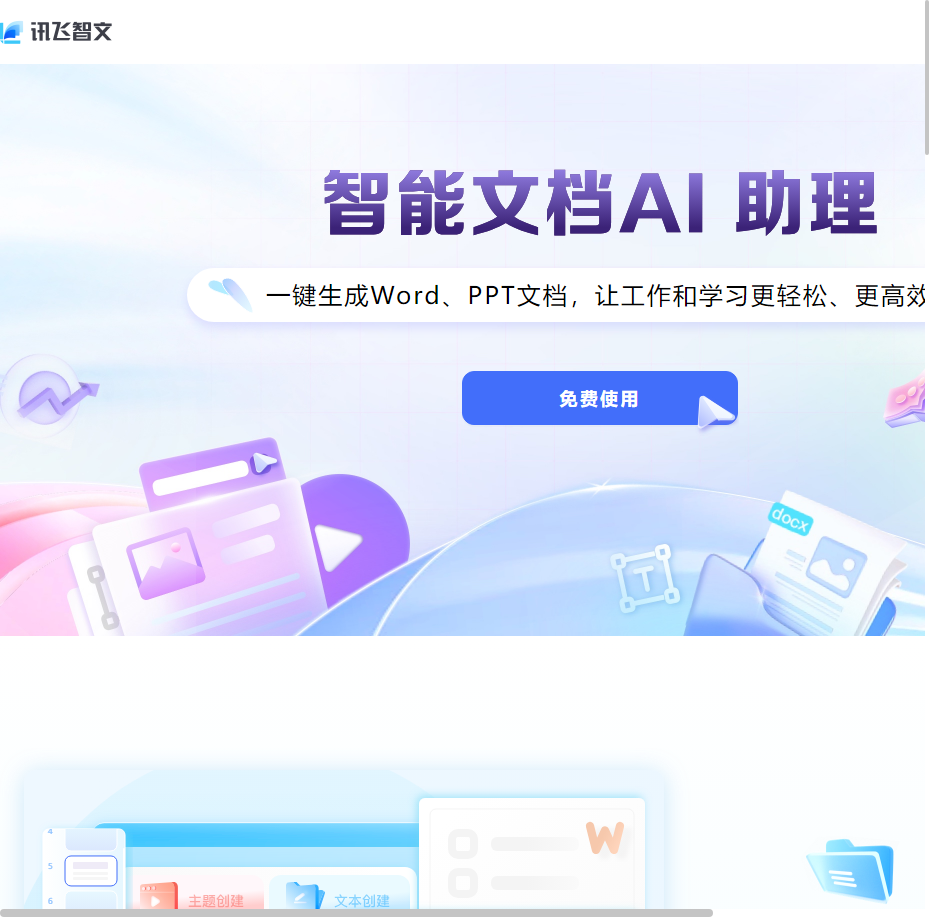 讯飞智文
智能文档AI 助理
一键生成Word、PPT文档，让工作和学习更轻松、更高效
免费使用
docx
T
W
4
5
6
主题创建
文本创建